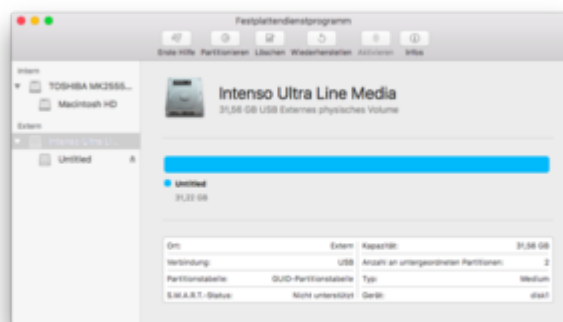 Festplattendienstprogramm
Erste Hilfe Partitionieren Löschen Wiederherstellen Aktivieren Infos
Intern
TOSHIBA MK2555...
Macintosh HD
Extern
Intenso Ultra Li...
Untitled
Intenso Ultra Line Media
31,56 GB USB Externes physisches Volume
Untitled
31,22 GB
Ort: Extern Kapazität: 31,56 GB
Verbindung: USB Anzahl an untergeordneten Partitionen: 2
Partitionstabelle: GUID-Partitionstabelle Typ: Medium
S.M.A.R.T.-Status: Nicht unterstützt Gerät: disk1